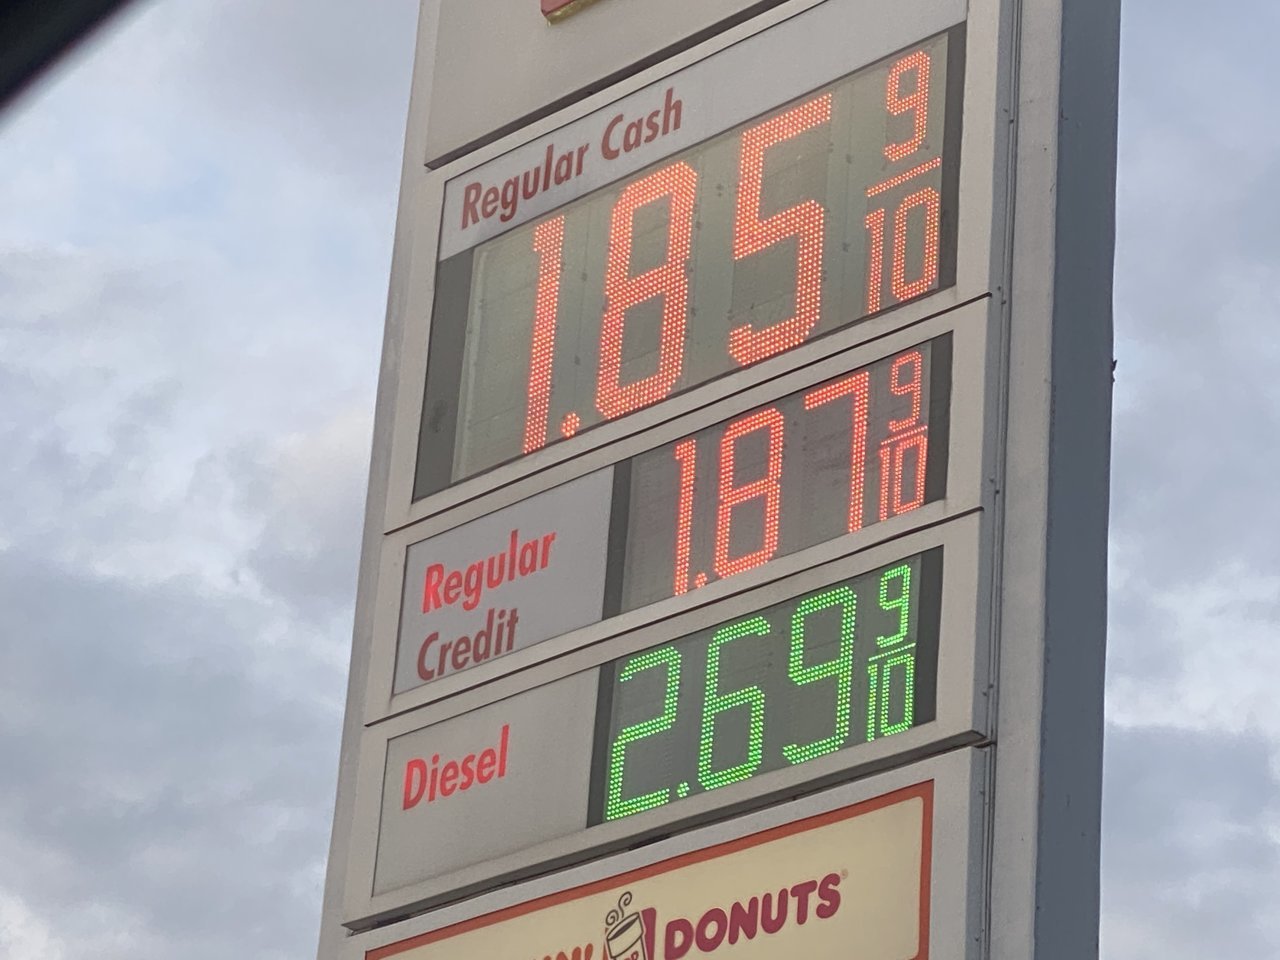 Regular Cash
1.85 9/10
Regular
Credit
1.87 9/10
Diesel
2.69 9/10
DONUTS